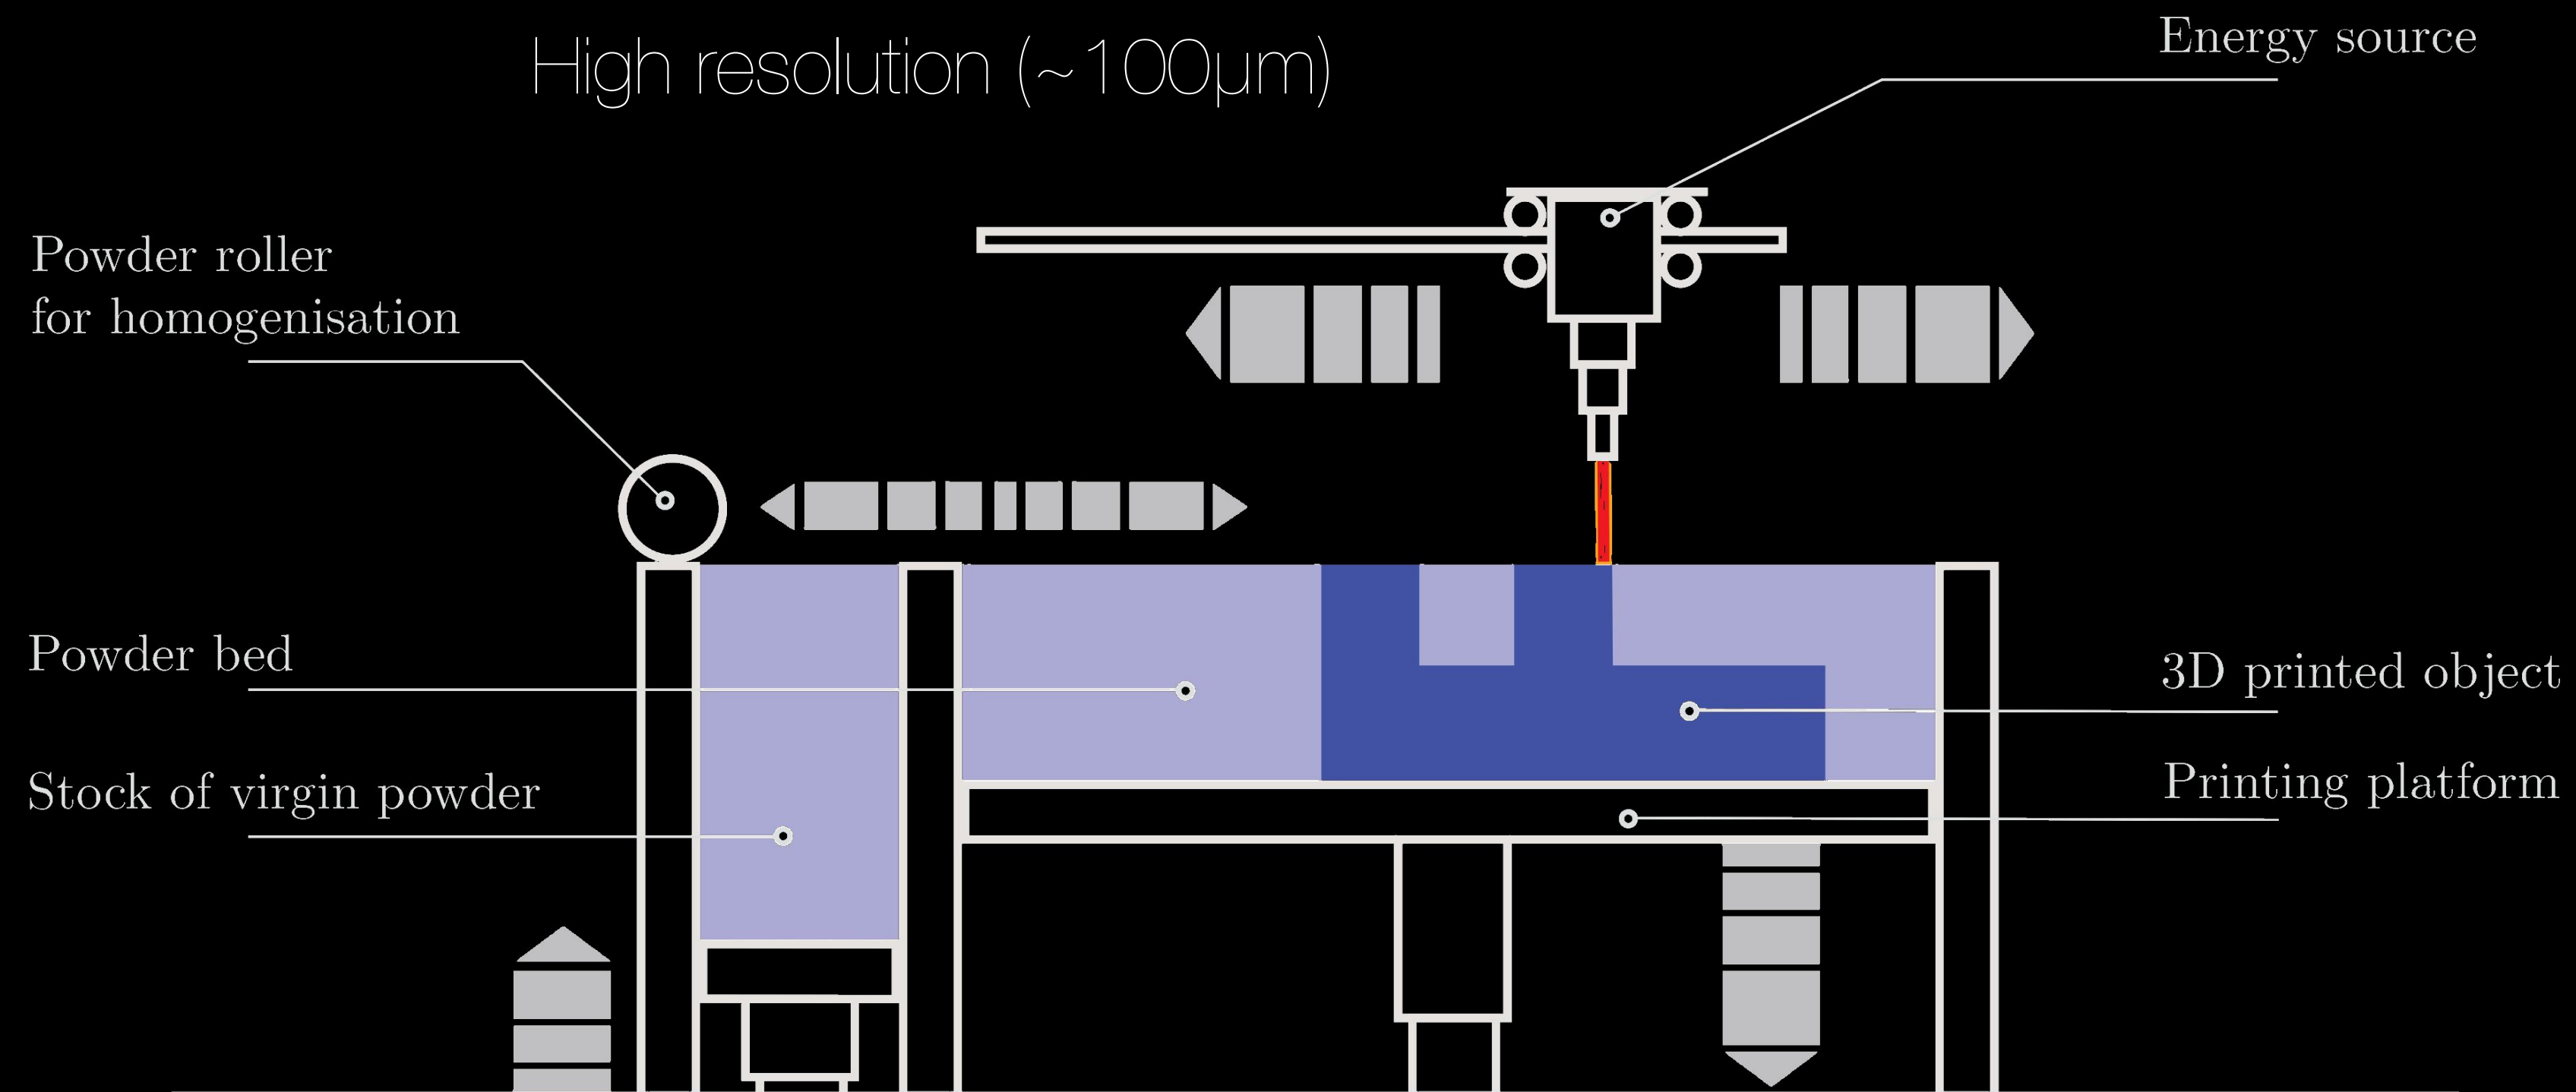 High resolution (~100µm)
Energy source
Powder roller
for homogenisation
Powder bed
3D printed object
Stock of virgin powder
Printing platform